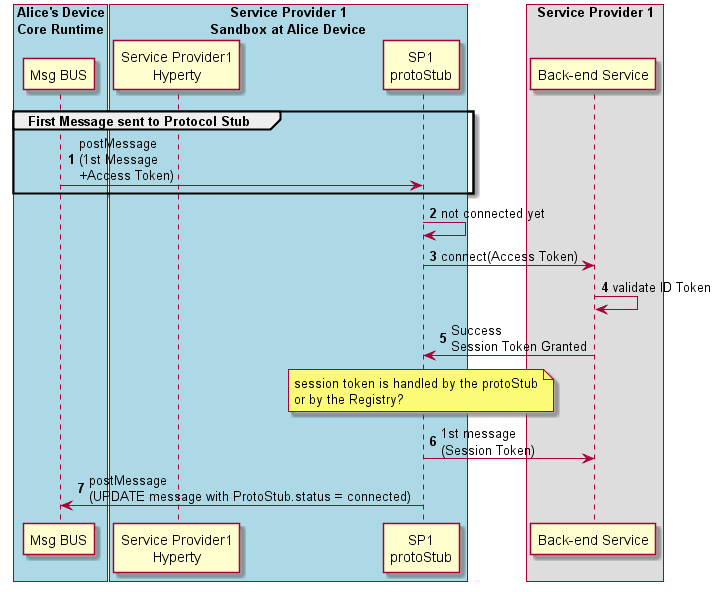 Alice's Device
Core Runtime
Service Provider 1
Sandbox at Alice Device
Service Provider 1
Msg BUS
Service Provider1
Hyperty
SP1
protoStub
Back-end Service
First Message sent to Protocol Stub
1 postMessage
(1st Message
+Access Token)
2 not connected yet
3 connect(Access Token)
4 validate ID Token
5 Success
Session Token Granted
session token is handled by the protoStub
or by the Registry?
6 1st message
(Session Token)
7 postMessage
(UPDATE message with ProtoStub.status = connected)
Msg BUS
Service Provider1
Hyperty
SP1
protoStub
Back-end Service